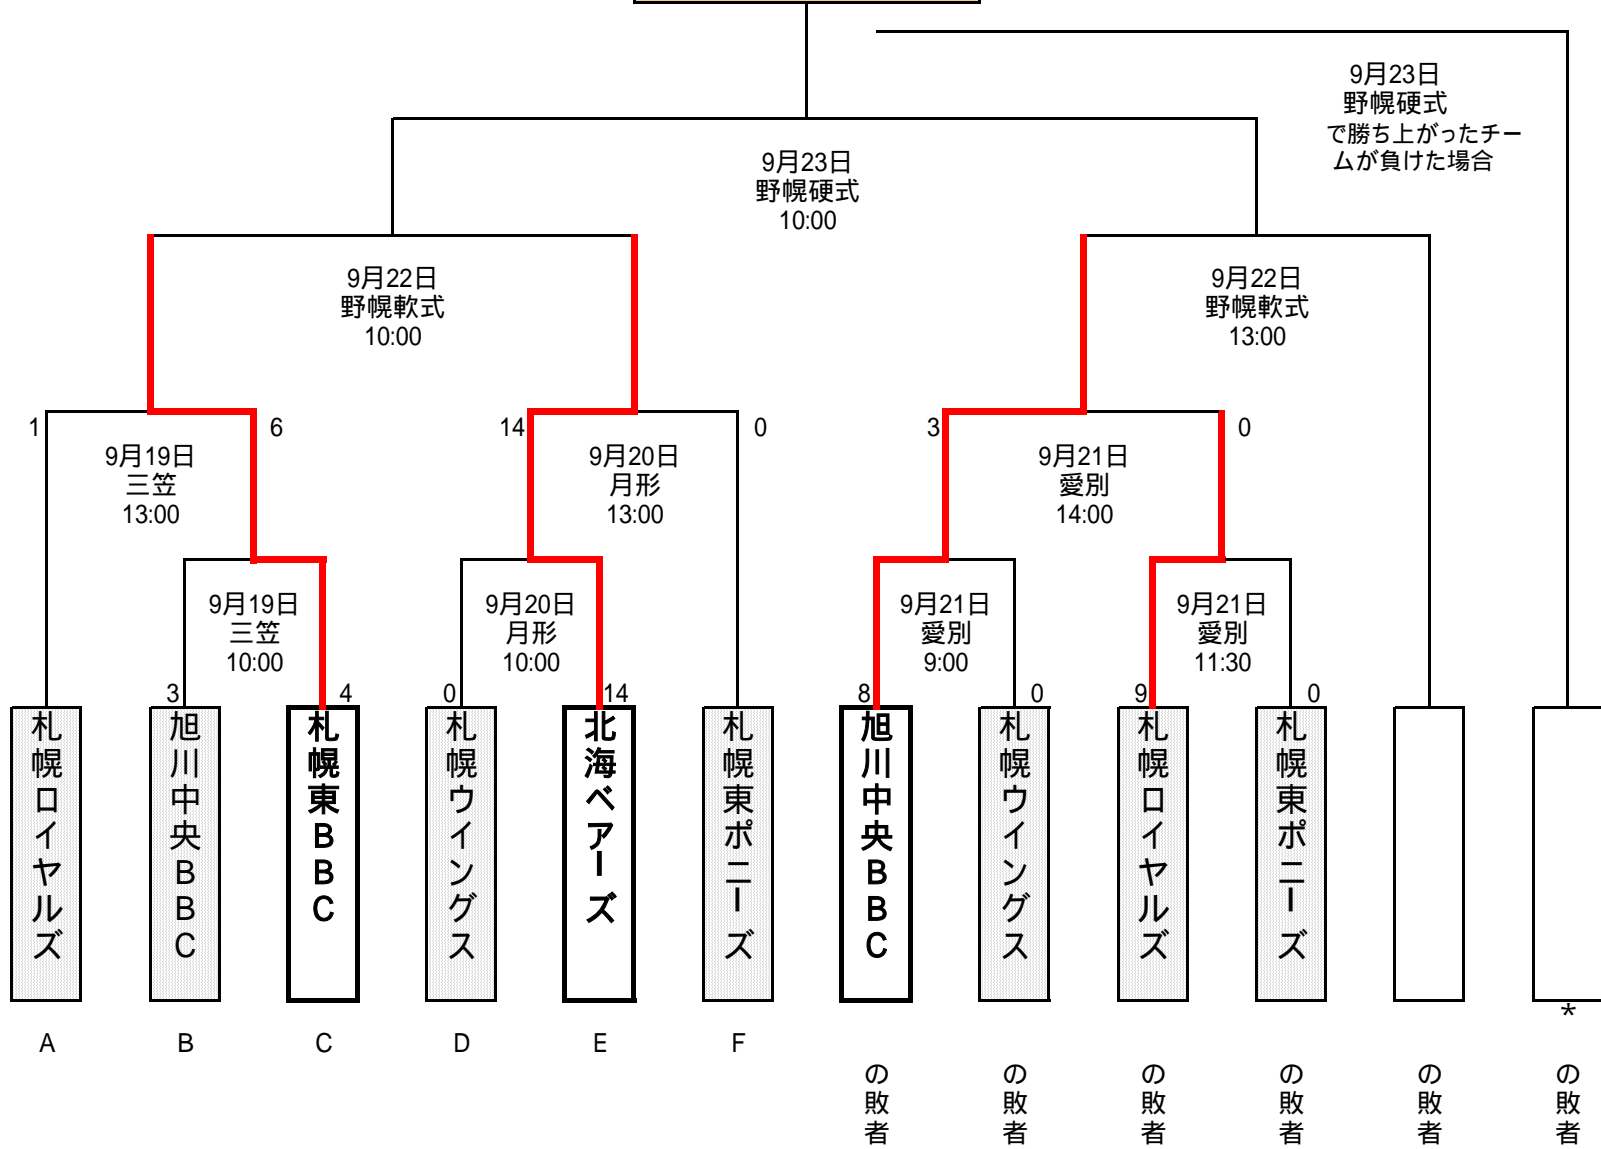 9月23日
野幌硬式
で勝ち上がったチー
ムが負けた場合
9月23日
野幌硬式
10:00
9月22日
野幌軟式
10:00
9月22日
野幌軟式
13:00
1
6
14
0
3
0
9月19日
三笠
13:00
9月20日
月形
13:00
9月21日
愛別
14:00
9月19日
三笠
10:00
9月20日
月形
10:00
9月21日
愛別
9:00
9月21日
愛別
11:30
3
4
0
14
8
0
9
0
札幌ロイヤルズ
旭川中央BBC
札幌東BBC
札幌ウイングス
北海ベアーズ
札幌東ポニーズ
旭川中央BBC
札幌ウイングス
札幌ロイヤルズ
札幌東ポニーズ
*
A
B
C
D
E
F
の敗者
の敗者
の敗者
の敗者
の敗者
の敗者